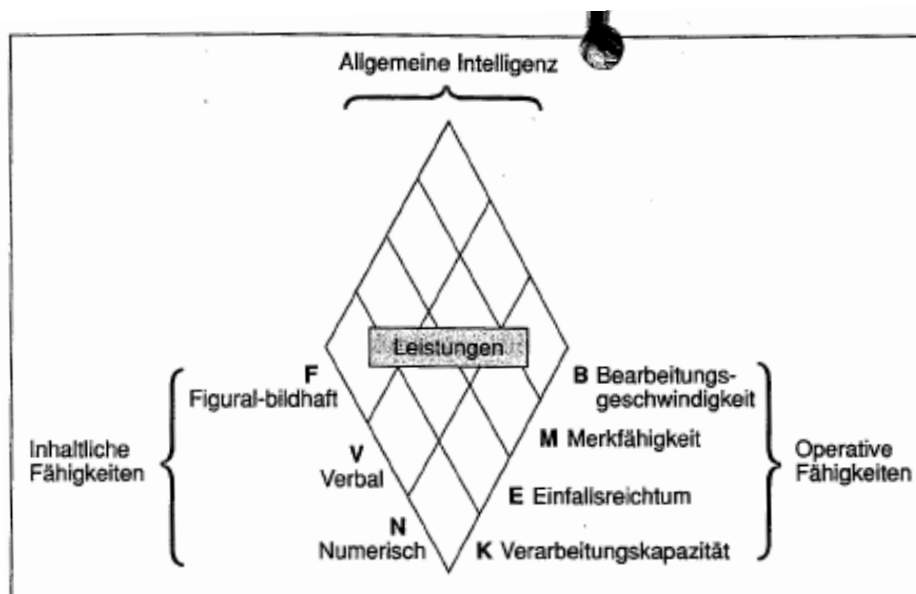 Allgemeine Intelligenz
Leistungen
F
Figural-bildhaft
V
Verbal
N
Numerisch
Inhaltliche
Fähigkeiten
B Bearbeitungs-
geschwindigkeit
M Merkfähigkeit
E Einfallsreichtum
K Verarbeitungskapazität
Operative
Fähigkeiten